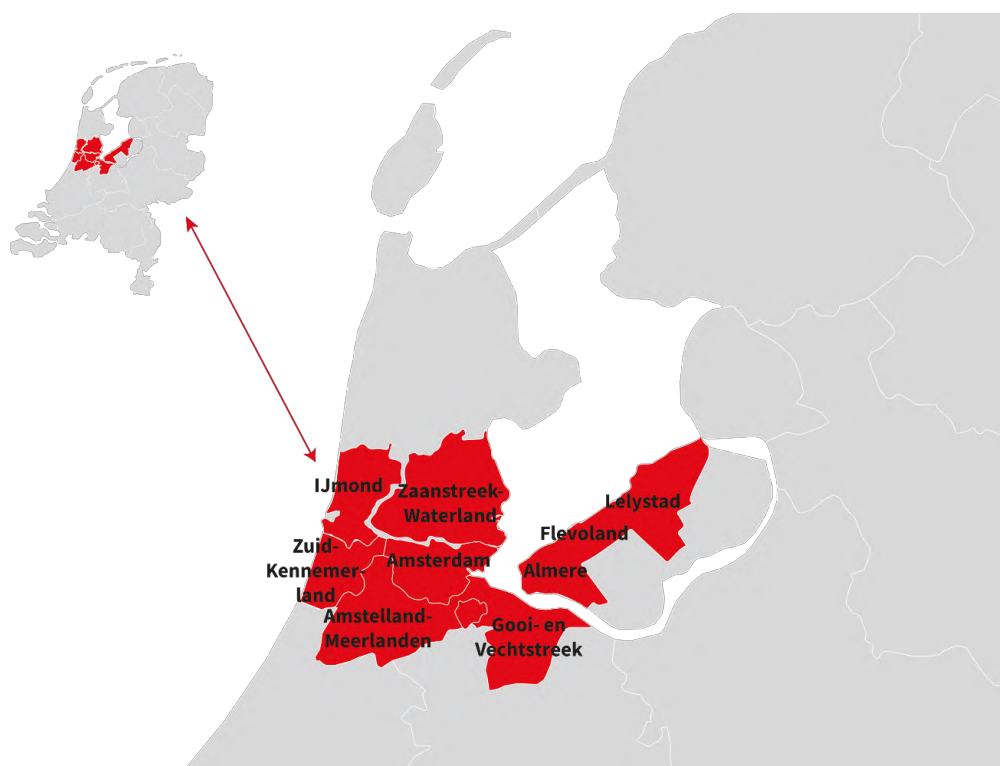 IJmond
Zaanstreek-
Waterland
Lelystad
Flevoland
Almere
Zuid-
Kennemer-
land
Amsterdam
Amstelland-
Meerlanden
Gooi- en
Vechtstreek